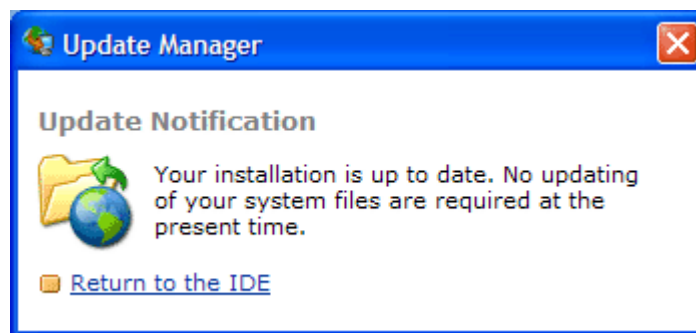 Update Manager
Update Notification
Your installation is up to date. No updating
of your system files are required at the
present time.
Return to the IDE